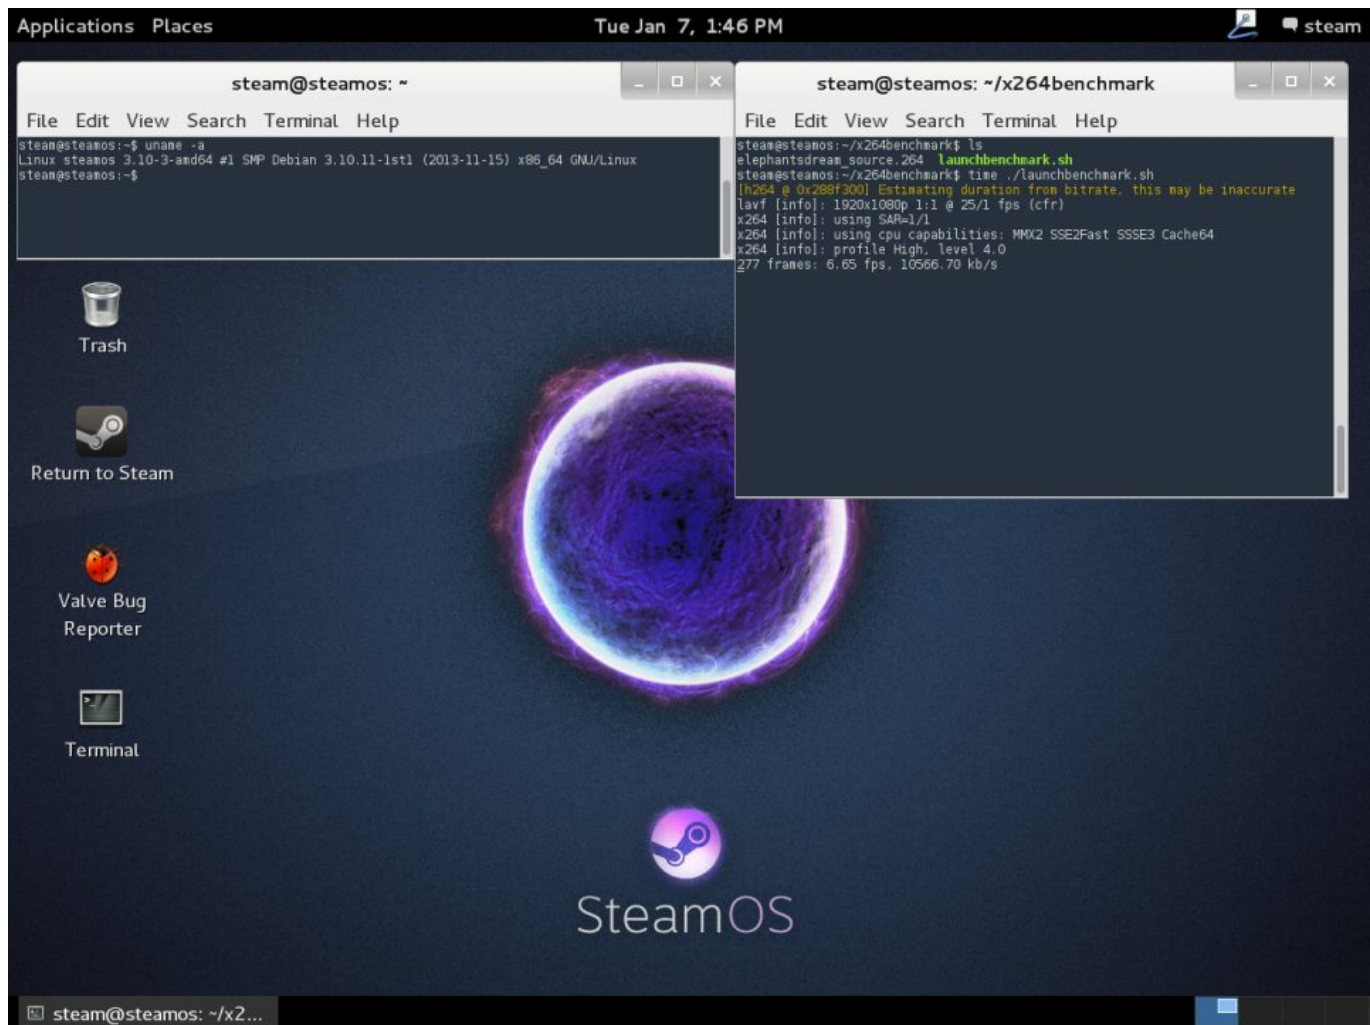 Applications Places
Tue Jan 7, 1:46 PM
steam
steam@steamos: ~
File Edit View Search Terminal Help
steam@steamos:~$ uname -a
Linux steamos 3.10-3-amd64 #1 SMP Debian 3.10.11-1st1 (2013-11-15) x86_64 GNU/Linux
steam@steamos:~$
steam@steamos: ~/x264benchmark
File Edit View Search Terminal Help
steam@steamos:~/x264benchmark$ ls
elephantsdream_source.264 launchbenchmark.sh
steam@steamos:~/x264benchmark$ time ./launchbenchmark.sh
[h264 @ 0x288f300] Estimating duration from bitrate, this may be inaccurate
lavf [info]: 1920x1080p 1:1 @ 25/1 fps (cfr)
x264 [info]: using SAR=1/1
x264 [info]: using cpu capabilities: MMX2 SSE2Fast SSSE3 Cache64
x264 [info]: profile High, level 4.0
277 frames: 6.65 fps, 10566.70 kb/s
Trash
Return to Steam
Valve Bug
Reporter
Terminal
SteamOS
steam@steamos: ~/x2...